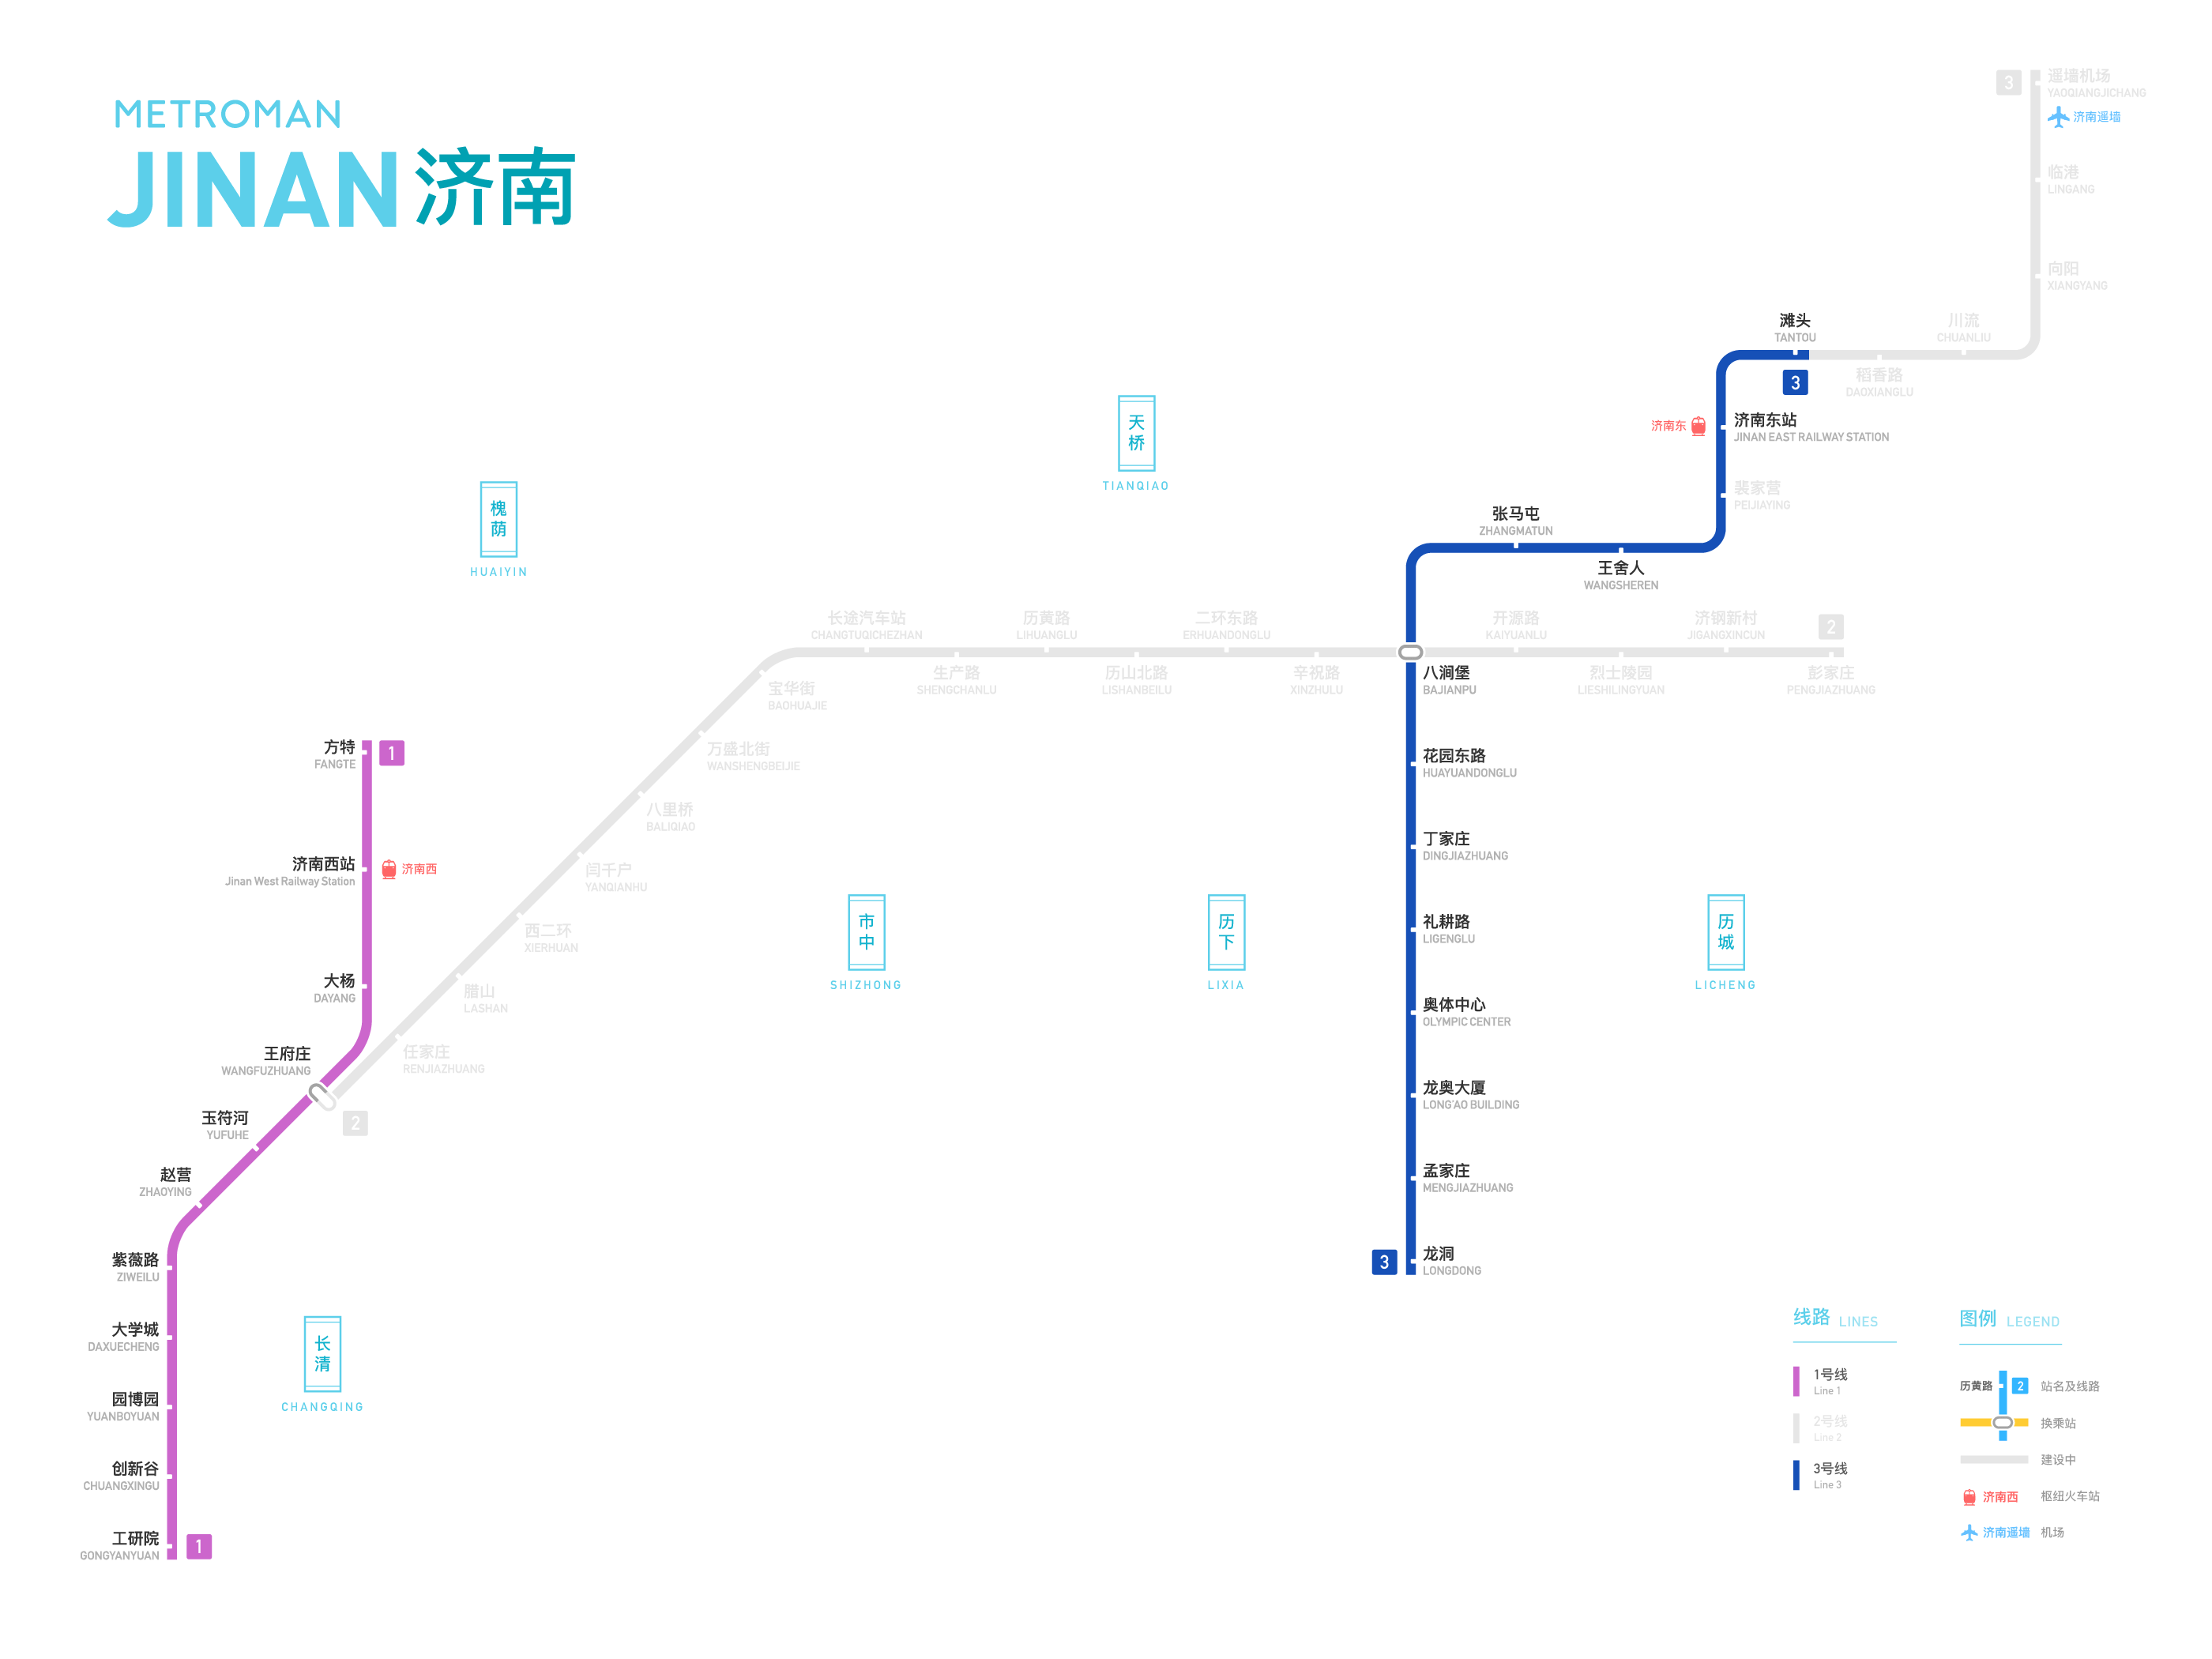 METROMAN
JINAN 济南
3
遥墙机场
YAOQIANGJICHANG
济南遥墙
临港
LINGANG
向阳
XIANGYANG
川流
CHUANLIU
稻香路
DAOXIANGLU
滩头
TANTOU
3
济南东
济南东站
JINAN EAST RAILWAY STATION
裴家营
PEIJIAYING
王舍人
WANGSHEREN
张马屯
ZHANGMATUN
天桥
TIANQIAO
槐荫
HUAIYIN
长途汽车站
CHANGTUQICHEZHAN
历黄路
LIHUANGLU
二环东路
ERHUANDONGLU
开源路
KAIYUANLU
济钢新村
JIGANGXINCUN
2
宝华街
BAOHUAJIE
生产路
SHENGCHANLU
历山北路
LISHANBEILU
辛祝路
XINZHULU
八涧堡
BAJIANPU
烈士陵园
LIESHILINGYUAN
彭家庄
PENGJIAZHUANG
万盛北街
WANSHENGBEIJIE
八里桥
BALIQIAO
闫千户
YANQIANHU
西二环
XIERHUAN
腊山
LASHAN
任家庄
RENJIAZHUANG
2
方特
FANGTE
1
济南西站
Jinan West Railway Station
济南西
大杨
DAYANG
王府庄
WANGFUZHUANG
玉符河
YUFUHE
赵营
ZHAOYING
紫薇路
ZIWEILU
大学城
DAXUECHENG
园博园
YUANBOYUAN
创新谷
CHUANGXINGU
工研院
GONGYANYUAN
1
长清
CHANGQING
市中
SHIZHONG
历下
LIXIA
历城
LICHENG
花园东路
HUAYUANDONGLU
丁家庄
DINGJIAZHUANG
礼耕路
LIGENGLU
奥体中心
OLYMPIC CENTER
龙奥大厦
LONG'AO BUILDING
孟家庄
MENGJIAZHUANG
龙洞
LONGDONG
3
线路 LINES
1号线
Line 1
2号线
Line 2
3号线
Line 3
图例 LEGEND
历黄路 2 站名及线路
换乘站
建设中
济南西 枢纽火车站
济南遥墙 机场